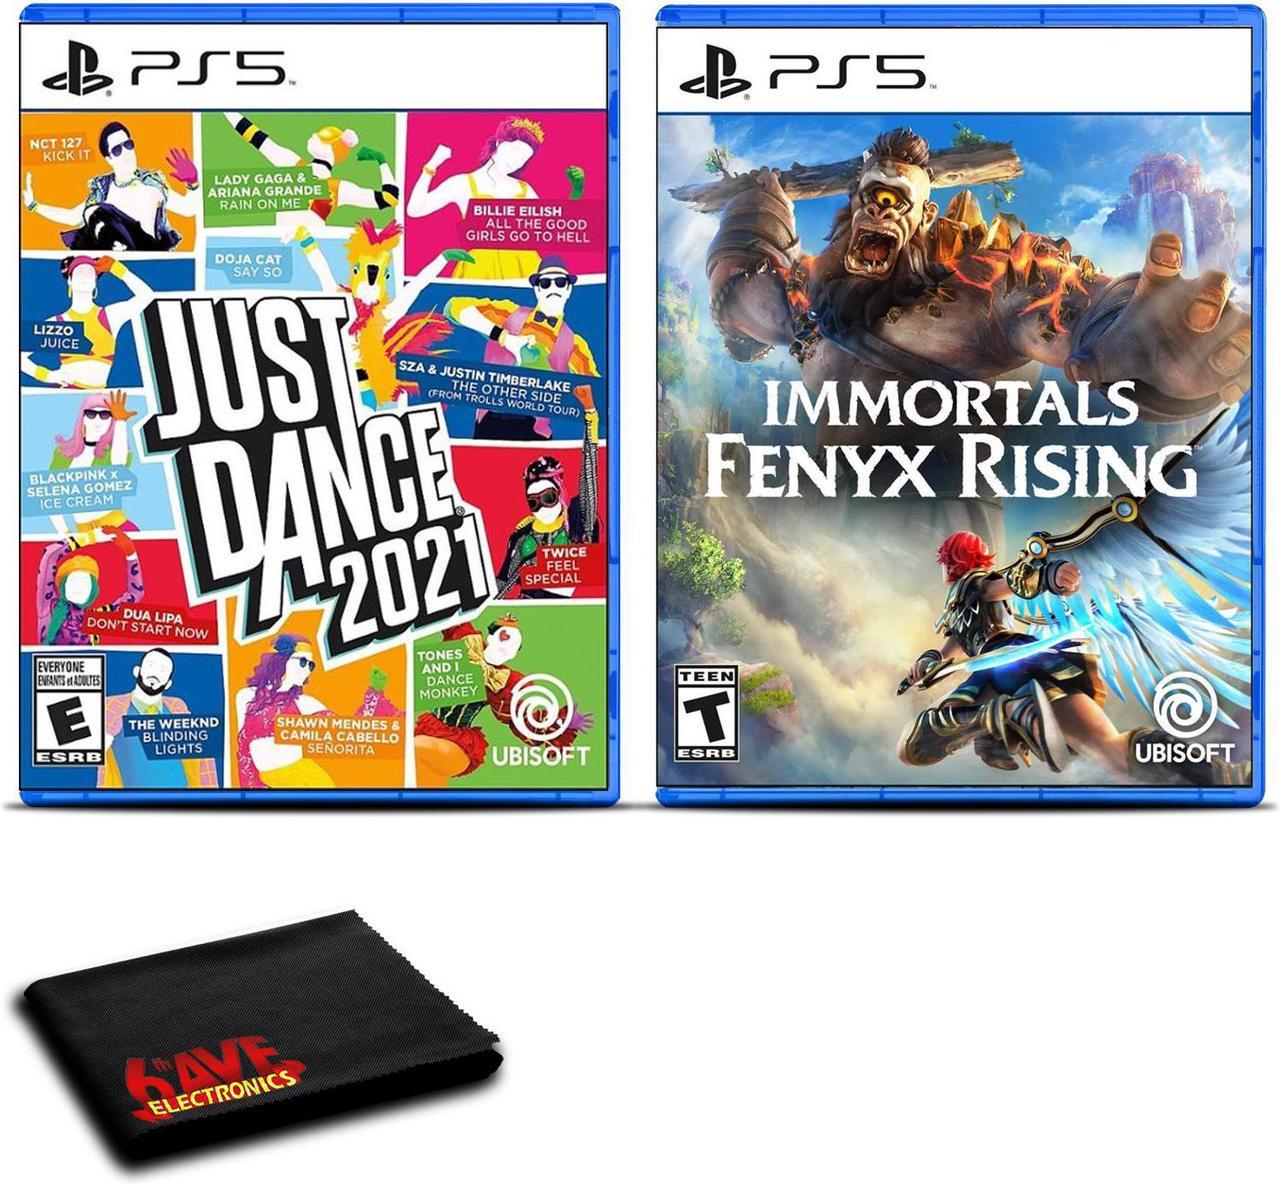 PS5™
NCT 127
KICK IT
LADY GAGA &
ARIANA GRANDE
RAIN ON ME
BILLIE EILISH
ALL THE GOOD
GIRLS GO TO HELL
DOJA CAT
SAY SO
LIZZO
JUICE
SZA & JUSTIN TIMBERLAKE
THE OTHER SIDE
(FROM TROLLS WORLD TOUR)
JUST
DANCE®
2021
BLACKPINK x
SELENA GOMEZ
ICE CREAM
TWICE
FEEL
SPECIAL
DUA LIPA
DON'T START NOW
TONES
AND I
DANCE
MONKEY
EVERYONE
ENFANTS et ADULTES
E
ESRB
THE WEEKND
BLINDING
LIGHTS
SHAWN MENDES &
CAMILA CABELLO
SEÑORITA
UBISOFT
PS5™
IMMORTALS
FENYX RISING™
TEEN
T
ESRB
UBISOFT
6th AVE
ELECTRONICS